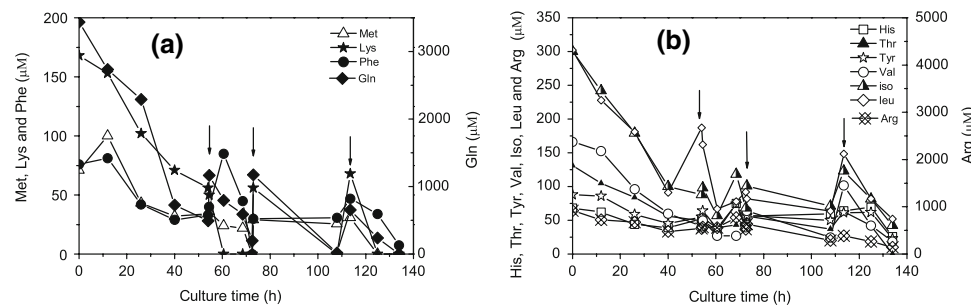 (a)
Met
Lys
Phe
Gln
Met, Lys and Phe (µM)
200
150
100
50
0
Gln (µM)
3000
2000
1000
0
0 20 40 60 80 100 120 140
Culture time (h)
(b)
His
Thr
Tyr
Val
iso
leu
Arg
His, Thr, Tyr, Val, Iso, Leu and Arg (µM)
350
300
250
200
150
100
50
0
Arg (µM)
5000
4000
3000
2000
1000
0
0 20 40 60 80 100 120 140
Culture time (h)